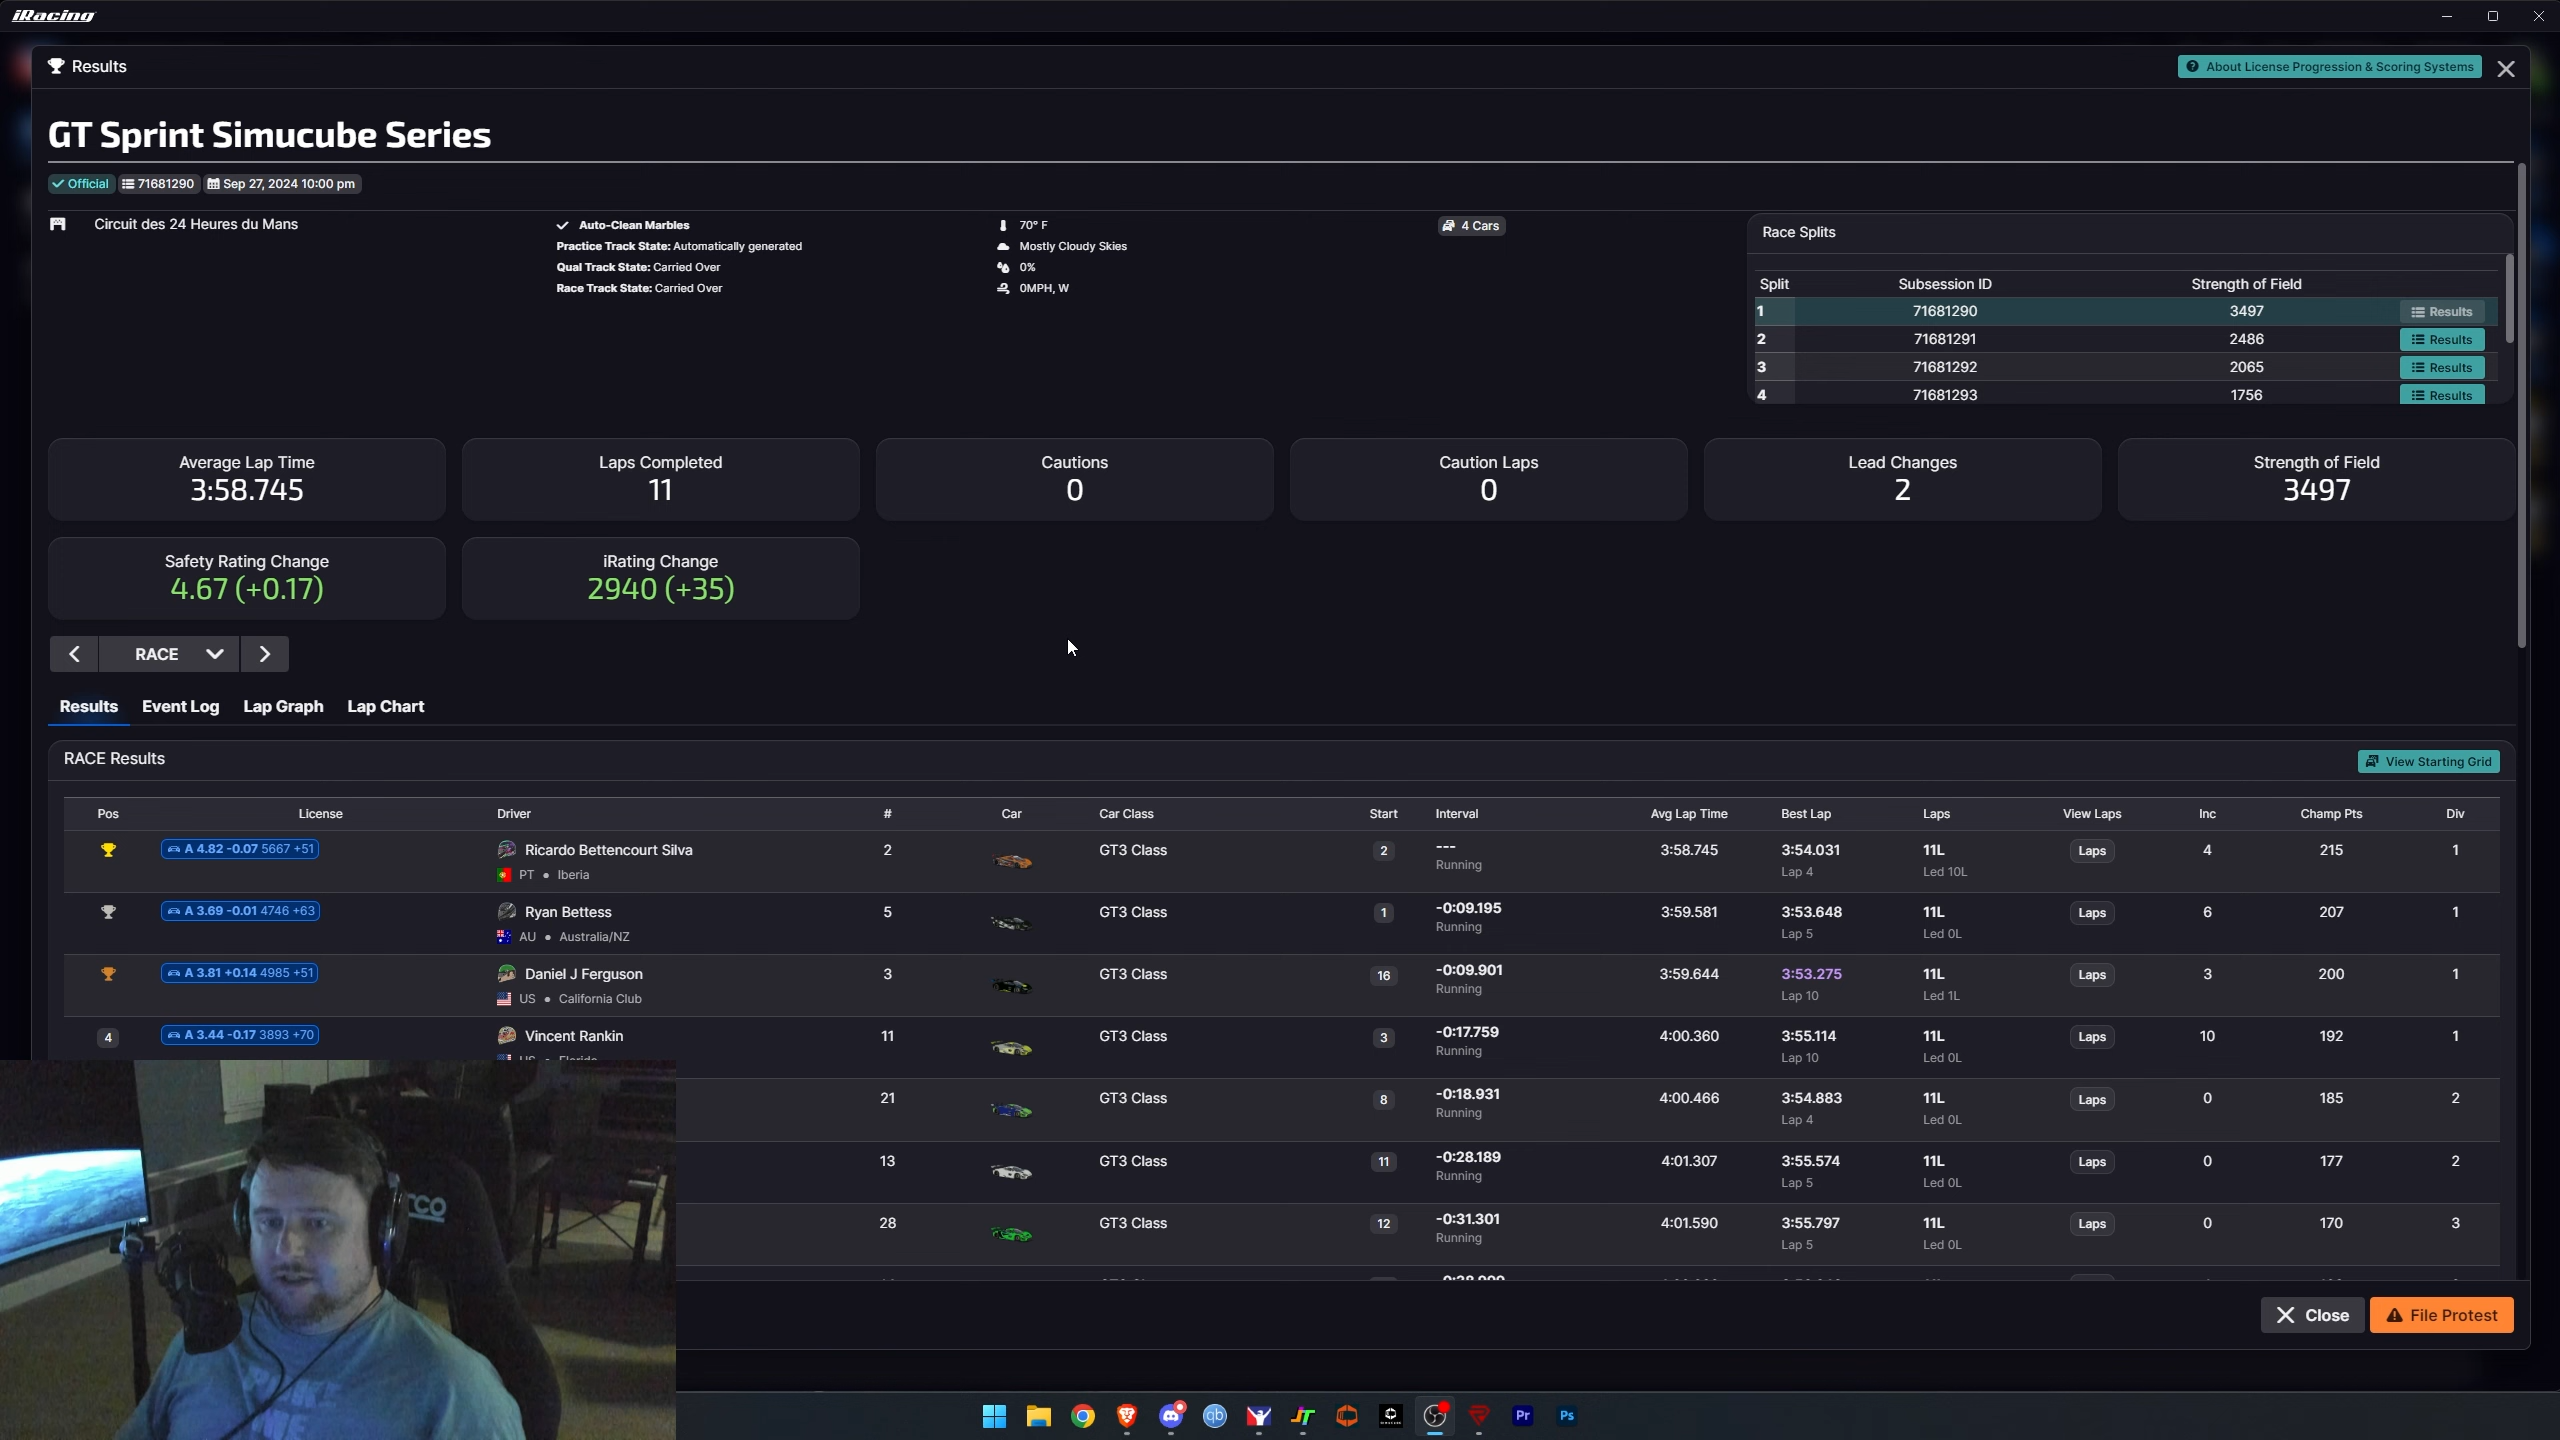 iRacing
Results
About License Progression & Scoring Systems
GT Sprint Simucube Series
Official
71681290
Sep 27, 2024 10:00 pm
Circuit des 24 Heures du Mans
Auto-Clean Marbles
Practice Track State: Automatically generated
Qual Track State: Carried Over
Race Track State: Carried Over
70° F
Mostly Cloudy Skies
0%
0MPH, W
4 Cars
Race Splits
Split Subsession ID Strength of Field
1 71681290 3497 Results
2 71681291 2486 Results
3 71681292 2065 Results
4 71681293 1756 Results
Average Lap Time
3:58.745
Laps Completed
11
Cautions
0
Caution Laps
0
Lead Changes
2
Strength of Field
3497
Safety Rating Change
4.67 (+0.17)
iRating Change
2940 (+35)
RACE
Results Event Log Lap Graph Lap Chart
RACE Results
View Starting Grid
Pos License Driver # Car Car Class Start Interval Avg Lap Time Best Lap Laps View Laps Inc Champ Pts Div
A 4.82 -0.07 5667 +51 Ricardo Bettencourt Silva 2 GT3 Class 2 --- 3:58.745 3:54.031 11L Laps 4 215 1
PT • Iberia Running Lap 4 Led 10L
A 3.69 -0.01 4746 +63 Ryan Bettess 5 GT3 Class 1 -0:09.195 3:59.581 3:53.648 11L Laps 6 207 1
AU • Australia/NZ Running Lap 5 Led 0L
A 3.81 +0.14 4985 +51 Daniel J Ferguson 3 GT3 Class 16 -0:09.901 3:59.644 3:53.275 11L Laps 3 200 1
US • California Club Running Lap 10 Led 1L
4 A 3.44 -0.17 3893 +70 Vincent Rankin 11 GT3 Class 3 -0:17.759 4:00.360 3:55.114 11L Laps 10 192 1
US • Florida Running Lap 10 Led 0L
21 GT3 Class 8 -0:18.931 4:00.466 3:54.883 11L Laps 0 185 2
Running Lap 4 Led 0L
13 GT3 Class 11 -0:28.189 4:01.307 3:55.574 11L Laps 0 177 2
Running Lap 5 Led 0L
28 GT3 Class 12 -0:31.301 4:01.590 3:55.797 11L Laps 0 170 3
Running Lap 5 Led 0L
Close
File Protest
rco
qb
Pr
Ps